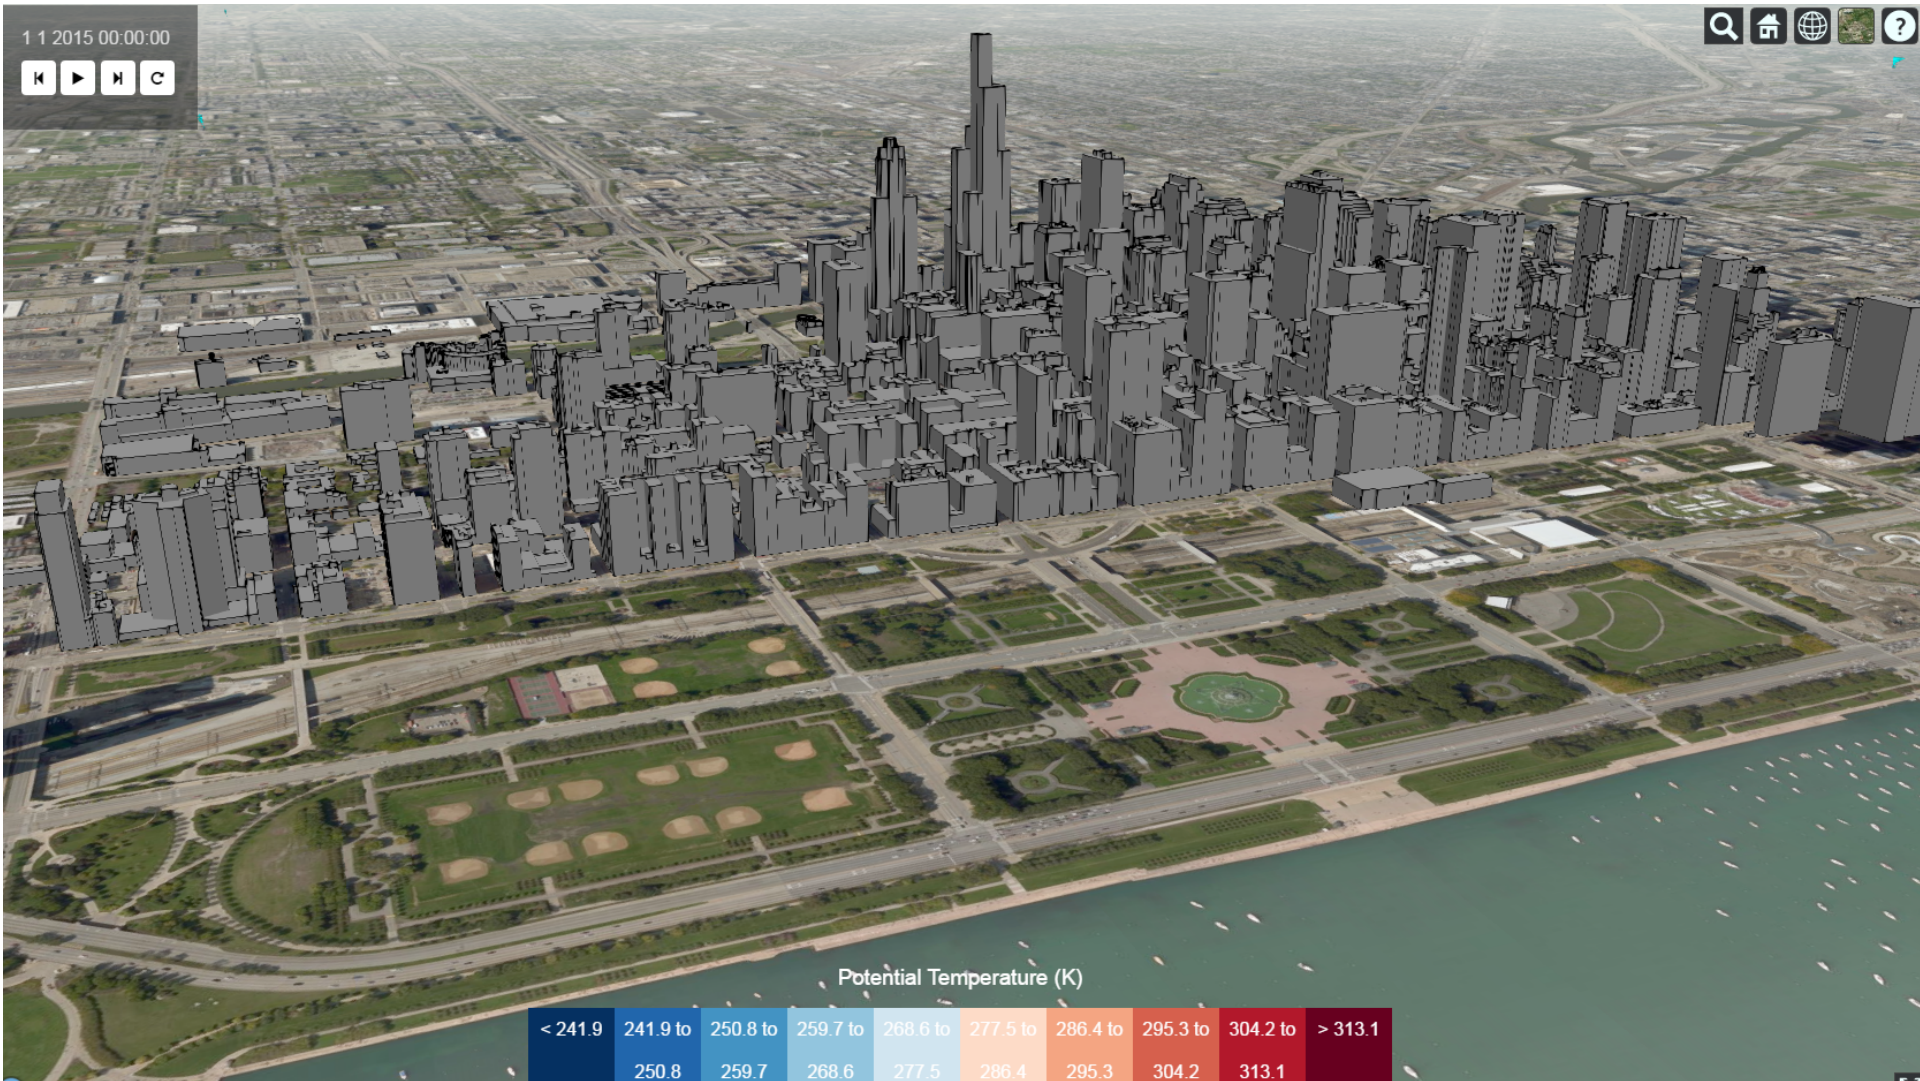 1 1 2015 00:00:00
?
Potential Temperature (K)
< 241.9 241.9 to 250.8 to 259.7 to 268.6 to 277.5 to 286.4 to 295.3 to 304.2 to > 313.1
250.8 259.7 268.6 277.5 286.4 295.3 304.2 313.1